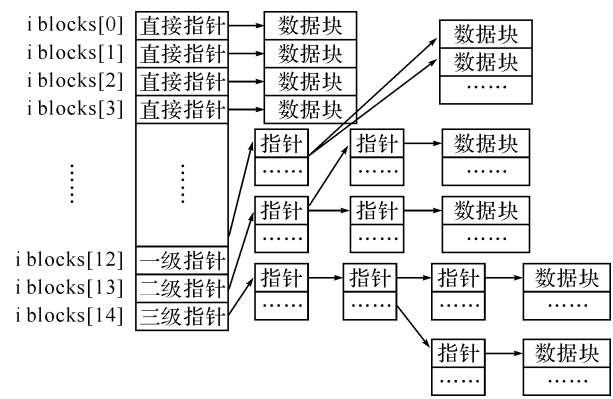 i blocks[0] 直接指针 数据块
数据块
i blocks[1] 直接指针 数据块
数据块
i blocks[2] 直接指针 数据块
……
i blocks[3] 直接指针 数据块
指针 指针 数据块
…… …… ……
…… ……
指针 指针 数据块
…… …… ……
i blocks[12] 一级指针
i blocks[13] 二级指针
i blocks[14] 三级指针
指针 指针 指针 数据块
…… …… …… ……
指针 数据块
…… ……